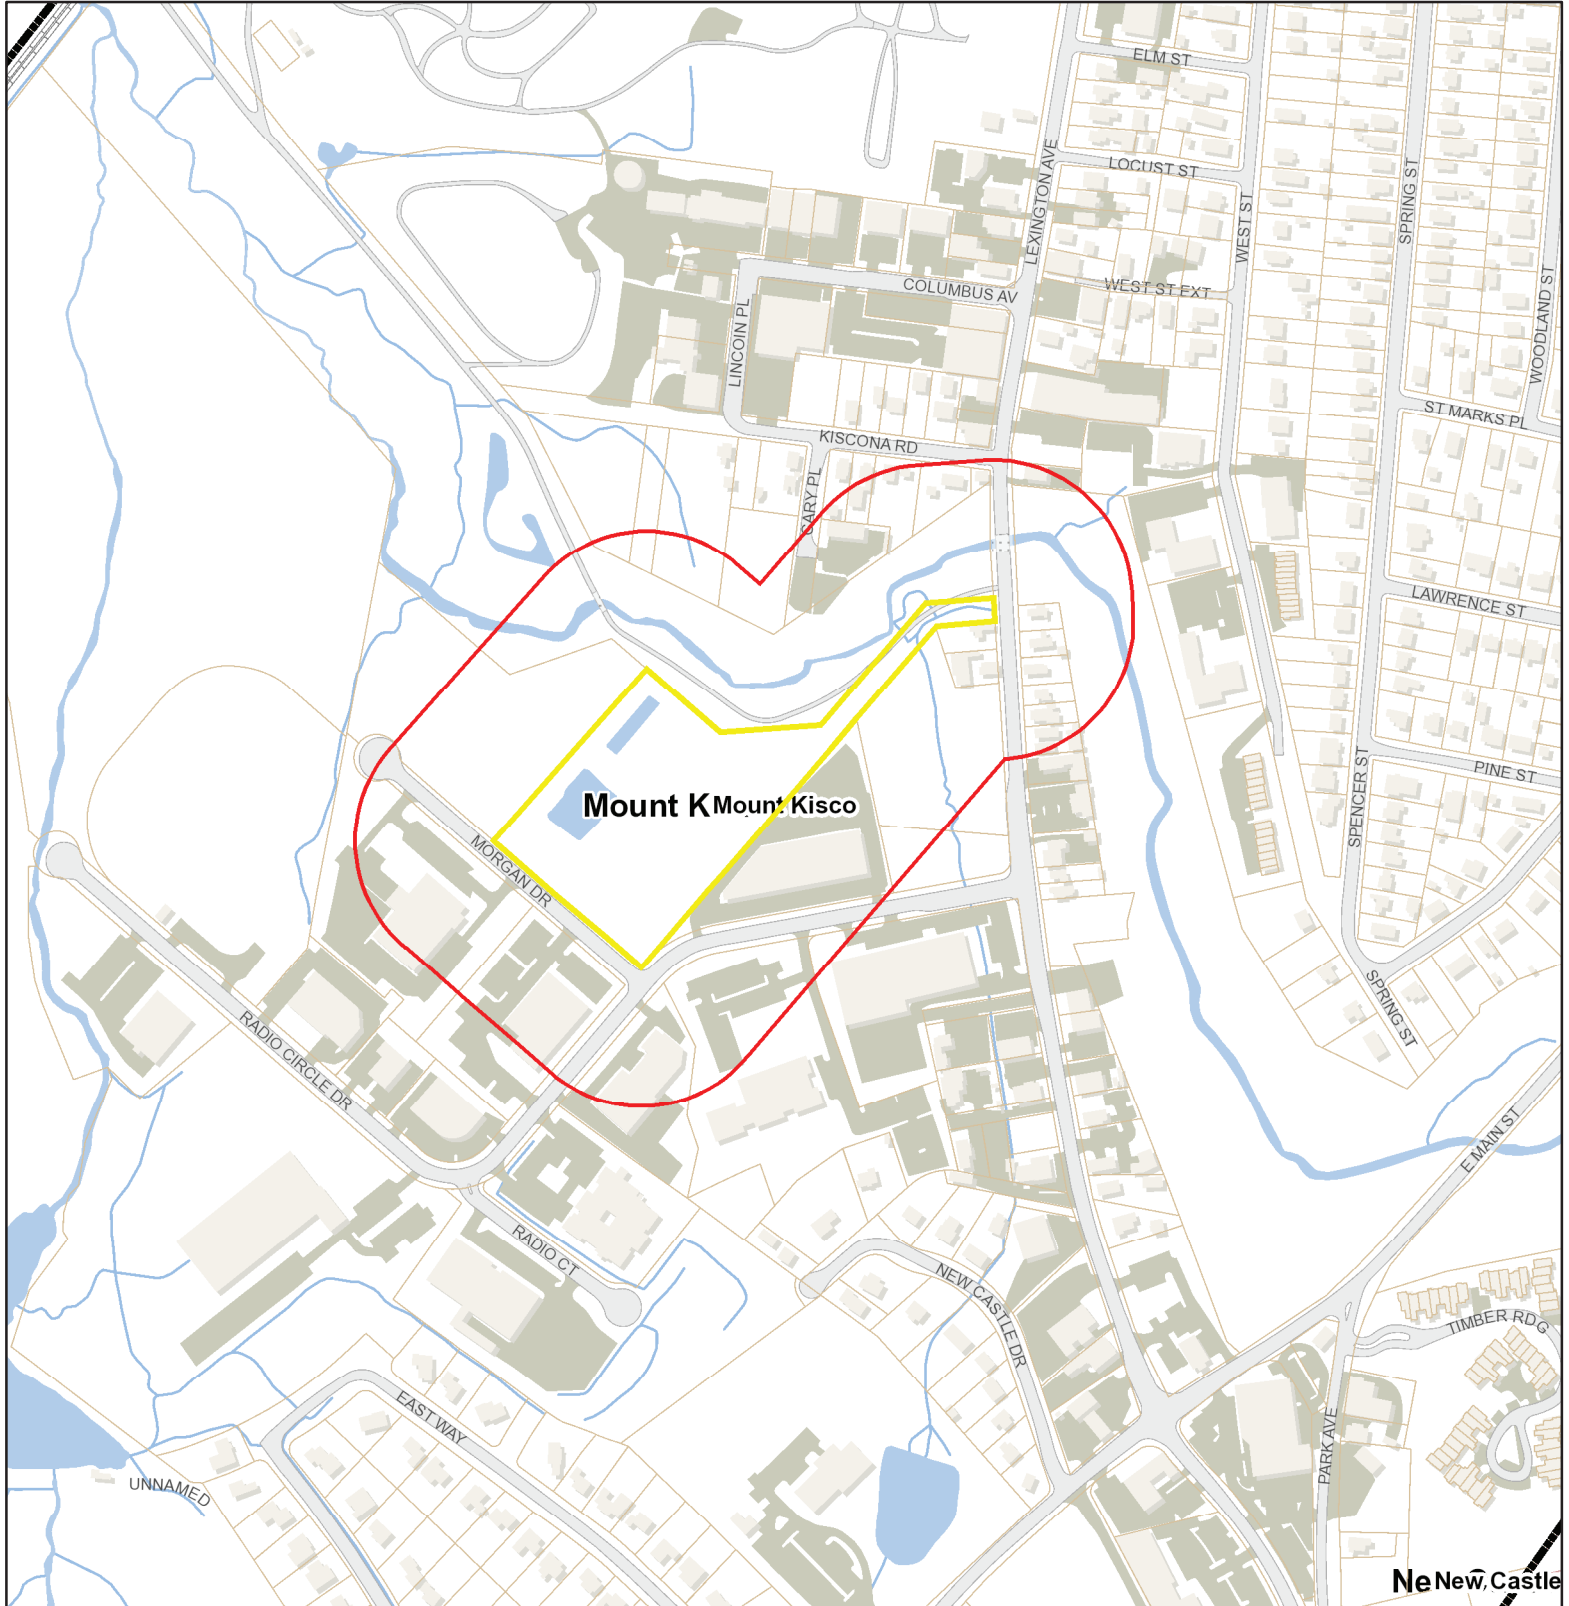 ELM ST
LOCUST ST
LEXINGTON AVE
WEST ST
SPRING ST
WOODLAND ST
COLUMBUS AV
WEST ST EXT
LINCOIN PL
KISCONA RD
ST MARKS PL
CARY PL
LAWRENCE ST
PINE ST
SPENCER ST
Mount K Mount Kisco
MORGAN DR
SPRING ST
RADIO CIRCLE DR
E MAIN ST
RADIO CT
NEW CASTLE DR
TIMBER RDG
EAST WAY
PARK AVE
UNNAMED
Ne New Castle